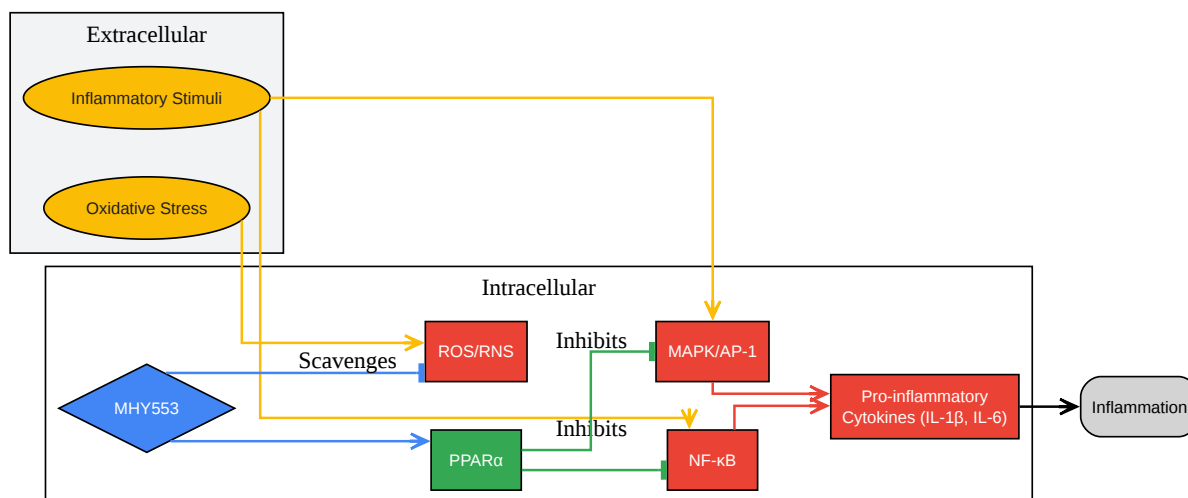 Extracellular
Inflammatory Stimuli
Oxidative Stress
Intracellular
Inhibits
ROS/RNS
MAPK/AP-1
Scavenges
MHY553
Pro-inflammatory
Cytokines (IL-1β, IL-6)
Inflammation
Inhibits
PPARα
NF-κB